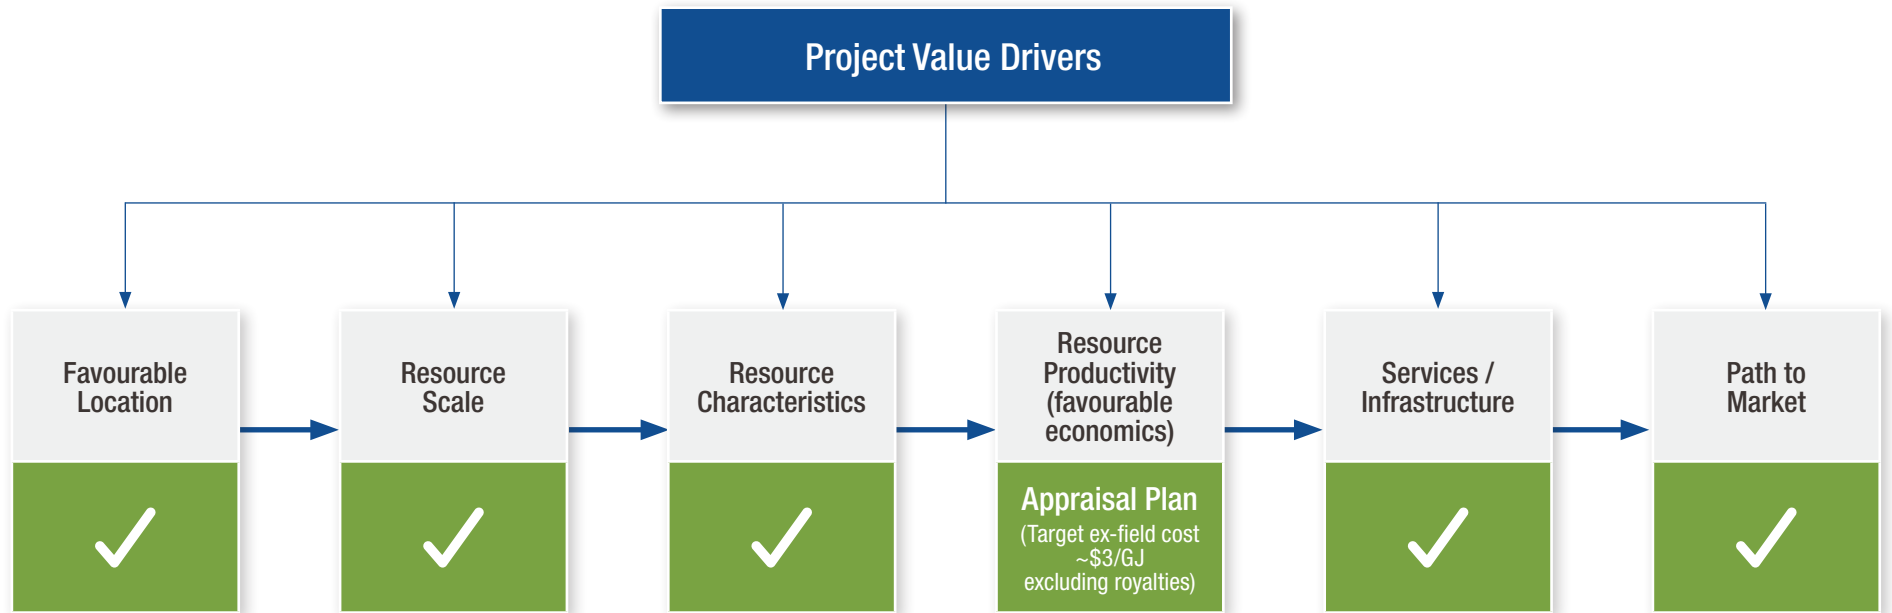 Project Value Drivers
Favourable
Location
Resource
Scale
Resource
Characteristics
Resource
Productivity
(favourable
economics)
Services /
Infrastructure
Path to
Market
Appraisal Plan
(Target ex-field cost
~$3/GJ
excluding royalties)